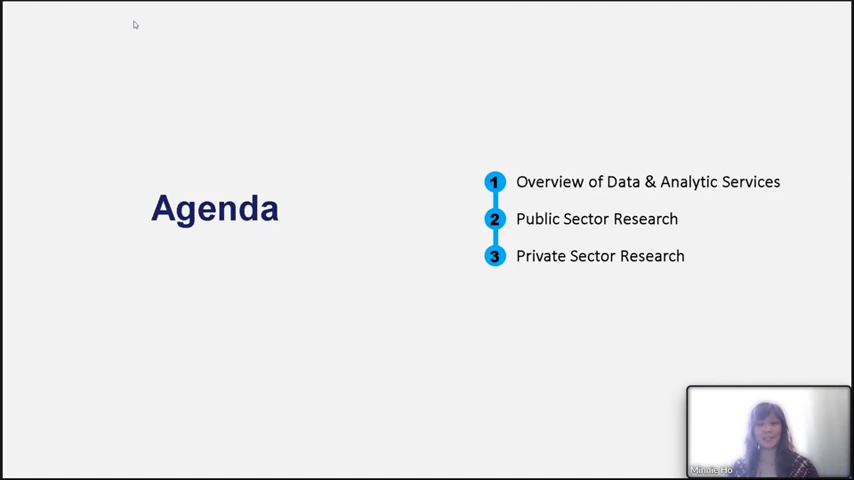 Agenda
1 Overview of Data & Analytic Services
2 Public Sector Research
3 Private Sector Research
Minnie Ho